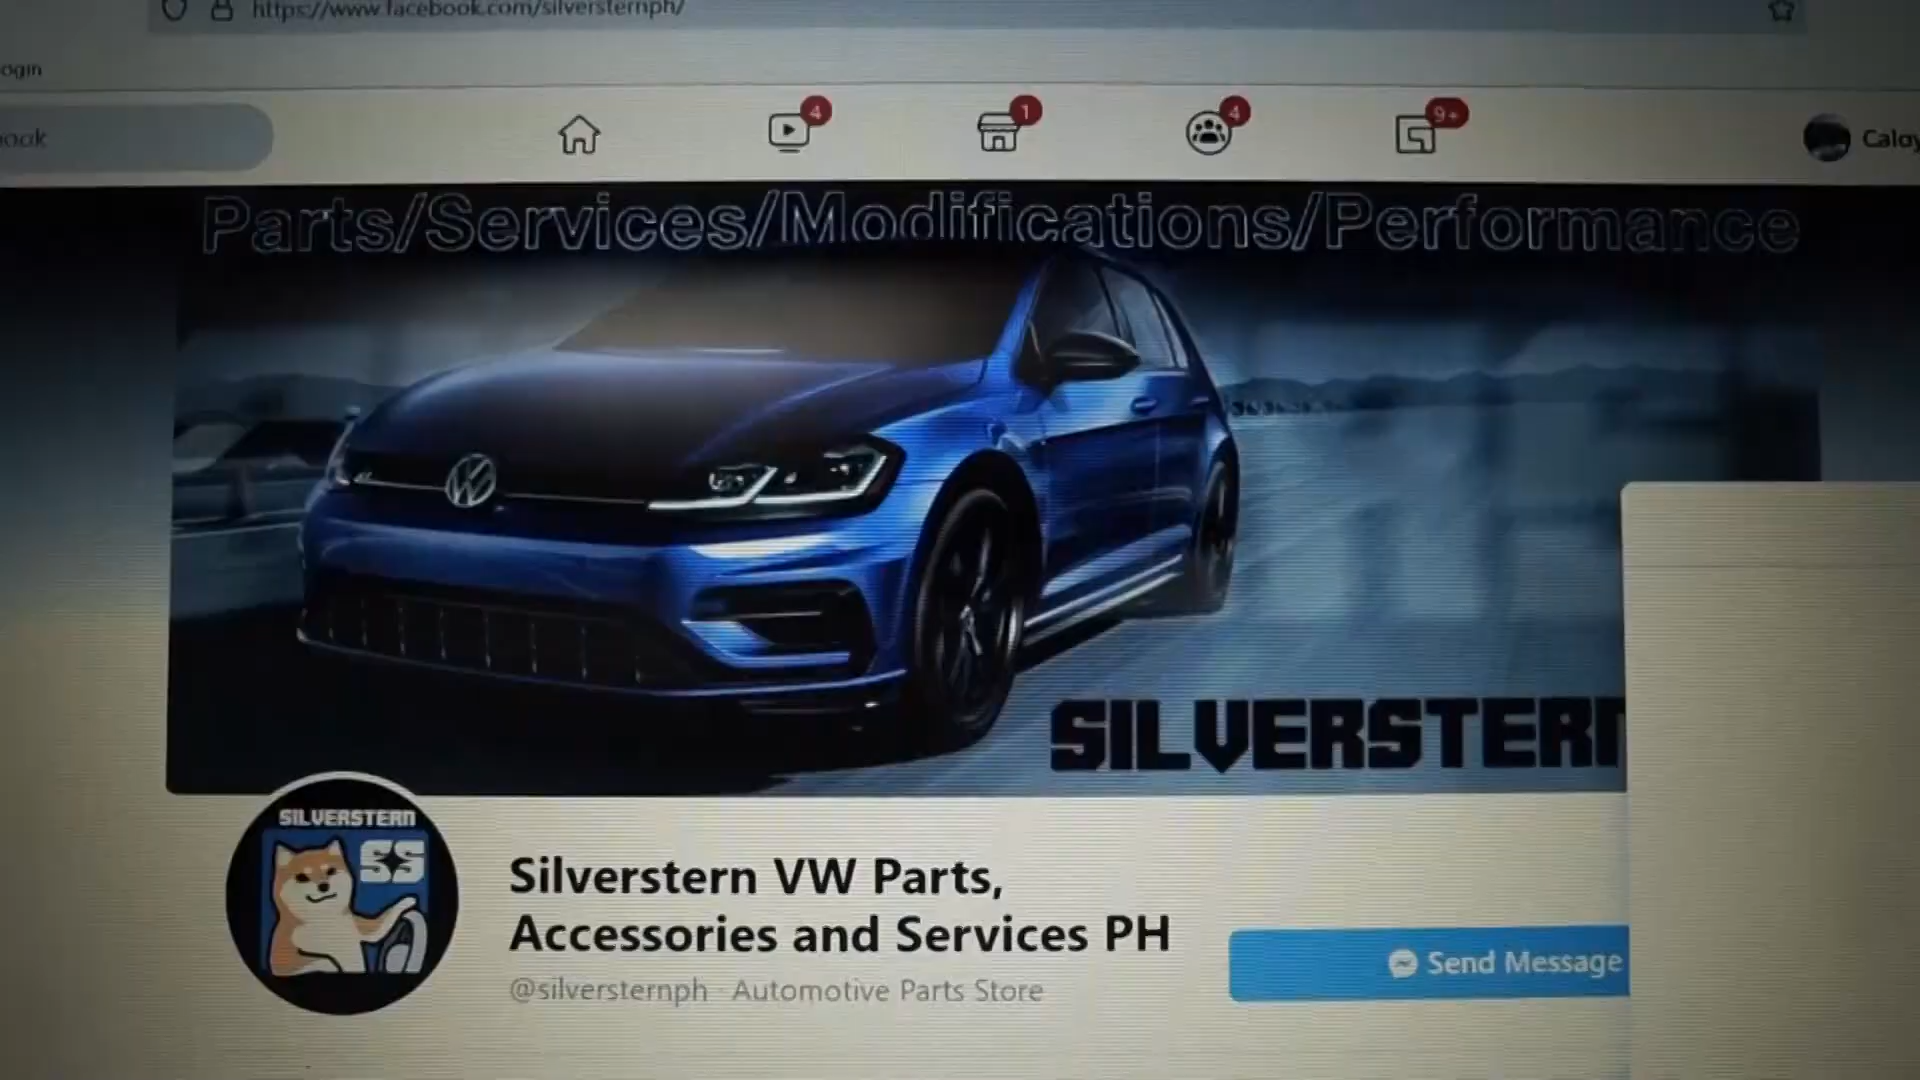 https://www.facebook.com/silversternph/
ogin
ook
4
1
4
9+
Caloy
Parts/Services/Modifications/Performance
SILVERSTERN
SILVERSTERN
SS
Silverstern VW Parts,
Accessories and Services PH
@silversternph · Automotive Parts Store
Send Message